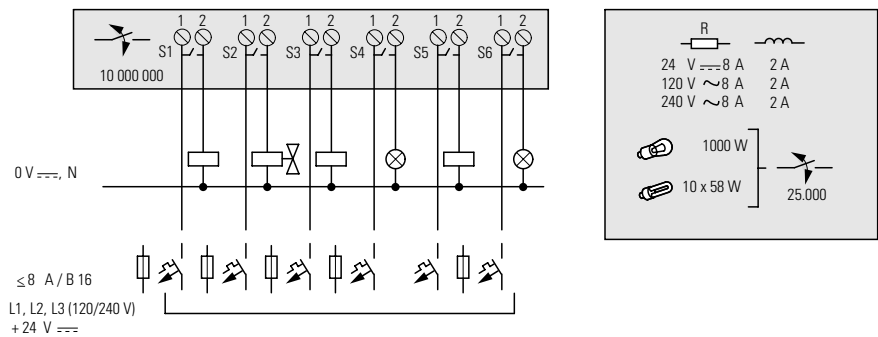 1 2 1 2 1 2 1 2 1 2 1 2
S1 S2 S3 S4 S5 S6
10 000 000
0 V ⎓, N
≤ 8 A / B 16
L1, L2, L3 (120/240 V)
+ 24 V ⎓
R
24 V ⎓ 8 A 2 A
120 V ~ 8 A 2 A
240 V ~ 8 A 2 A
1000 W
10 x 58 W
25.000